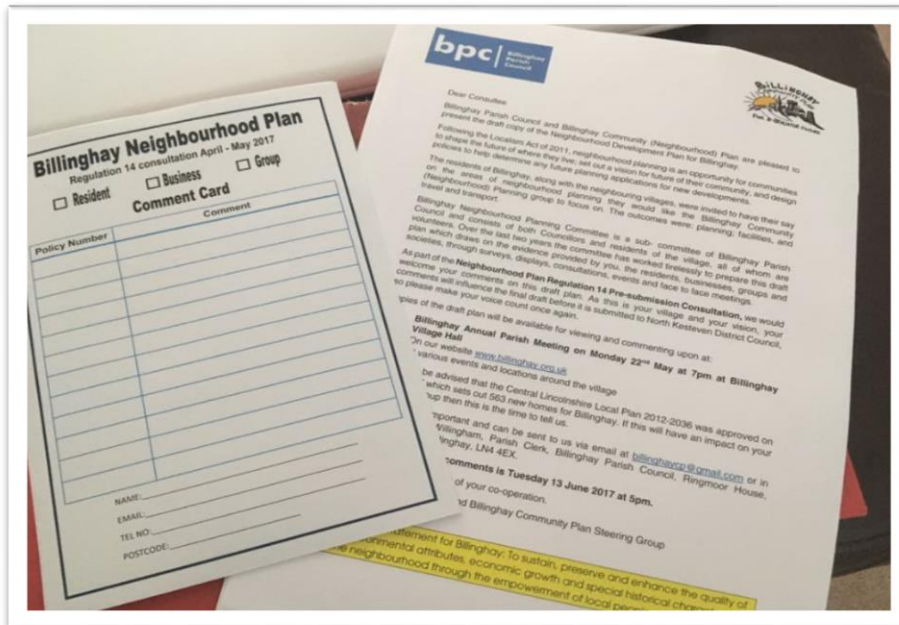 Billinghay Neighbourhood Plan
Regulation 14 consultation April - May 2017
Resident Business Group
Comment Card
Policy Number Comment
NAME:
EMAIL:
TEL NO:
POSTCODE:
bpc Billinghay
Parish
Council
BILLINGHAY
Dear Consultee
Billinghay Parish Council and Billinghay Community (Neighbourhood) Plan are pleased to
present the draft copy of the Neighbourhood Development Plan for Billinghay.
Following the Localism Act of 2011, neighbourhood planning is an opportunity for communities
to shape the future of where they live; set out a vision for future of their community, and design
policies to help determine any future planning applications for new developments.
The residents of Billinghay, along with the neighbouring villages, were invited to have their say
on the areas of neighbourhood planning they would like the Billinghay Community
(Neighbourhood) Planning group to focus on. The outcomes were: planning; facilities, and
travel and transport.
Billinghay Neighbourhood Planning Committee is a sub- committee of Billinghay Parish
Council and consists of both Councillors and residents of the village, all of whom are
volunteers. Over the last two years the committee has worked tirelessly to prepare this draft
plan which draws on the evidence provided by you, the residents, businesses, groups and
societies, through surveys, displays, consultations, events and face to face meetings.
As part of the Neighbourhood Plan Regulation 14 Pre-submission Consultation, we would
welcome your comments on this draft plan. As this is your village and your vision, your
comments will influence the final draft before it is submitted to North Kesteven District Council,
so please make your voice count once again.
pies of the draft plan will be available for viewing and commenting upon at:
Billinghay Annual Parish Meeting on Monday 22nd May at 7pm at Billinghay
Village Hall
On our website www.billinghay.org.uk
various events and locations around the village
be advised that the Central Lincolnshire Local Plan 2012-2036 was approved on
which sets out 563 new homes for Billinghay. If this will have an impact on your
up then this is the time to tell us.
mportant and can be sent to us via email at billinghaycp@gmail.com or in
Willingham, Parish Clerk, Billinghay Parish Council, Ringmoor House,
inghay, LN4 4EX.
comments is Tuesday 13 June 2017 at 5pm.
of your co-operation.
nd Billinghay Community Plan Steering Group
atement for Billinghay: To sustain, preserve and enhance the quality of
onmental attributes, economic growth and special historical
e neighbourhood through the empowerment of local